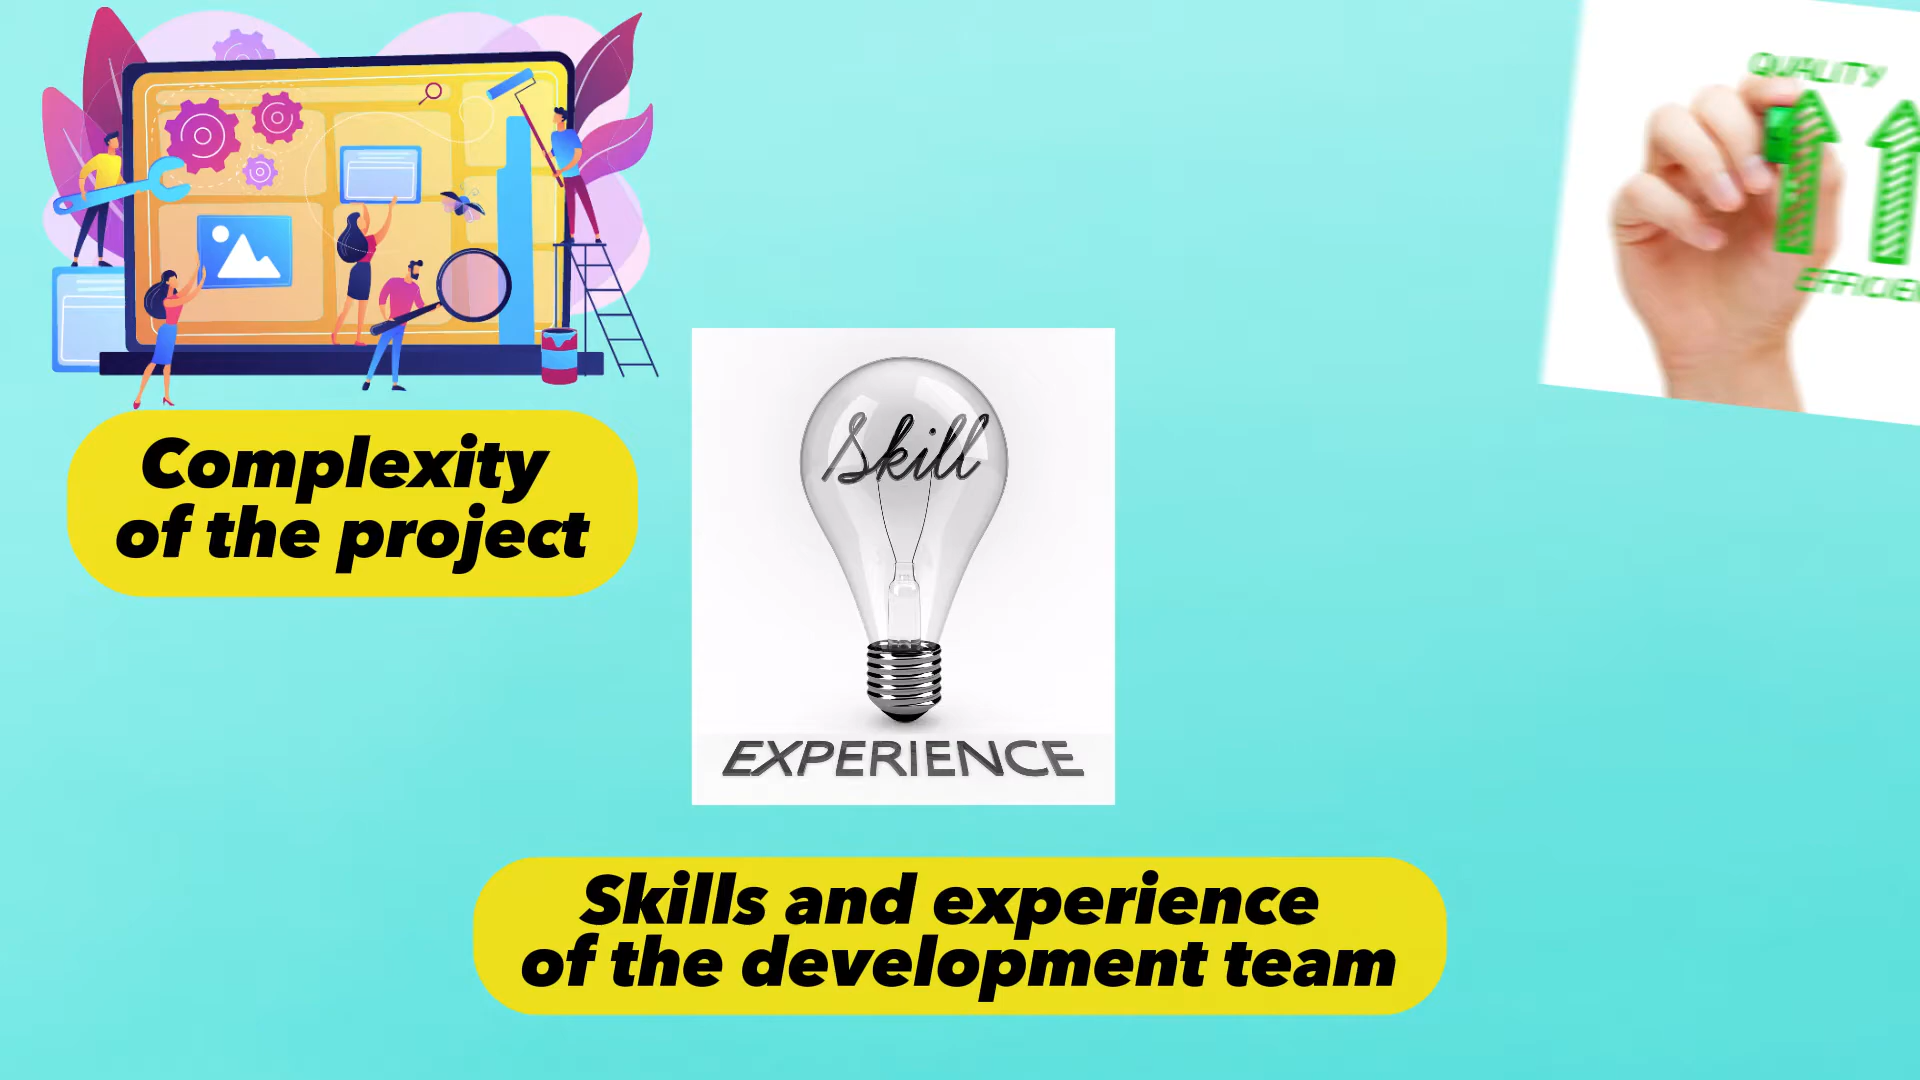 QUALITY
Complexity
of the project
Skill
EXPERIENCE
Skills and experience
of the development team